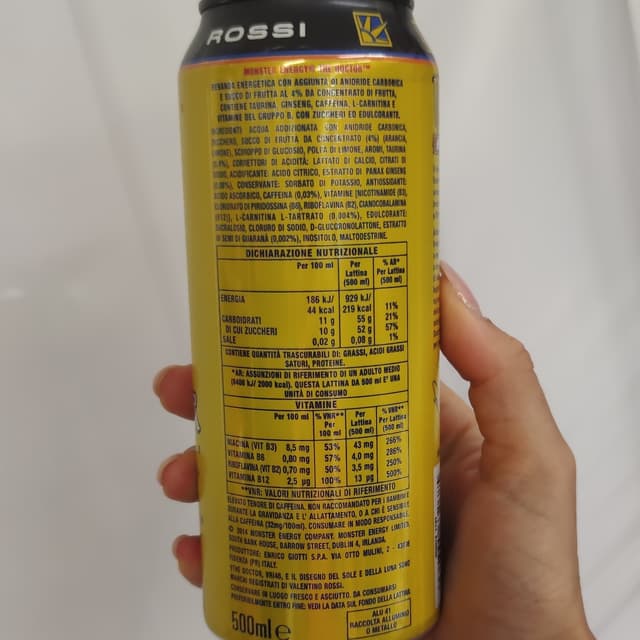 ROSSI
MONSTER ENERGY® THE DOCTOR™
BEVANDA ENERGETICA CON AGGIUNTA DI ANIDRIDE CARBONICA
E SUCCO DI FRUTTA AL 4% DA CONCENTRATO DI FRUTTA,
CONTIENE TAURINA, GINSENG, CAFFEINA, L-CARNITINA E
VITAMINE DEL GRUPPO B. CON ZUCCHERI ED EDULCORANTE.
INGREDIENTI ACQUA ADDIZIONATA CON ANIDRIDE CARBONICA,
ZUCCHERO, SUCCO DI FRUTTA DA CONCENTRATO (4%) (ARANCIA,
LIMONE), SCIROPPO DI GLUCOSIO, POLPA DI LIMONE, AROMI, TAURINA
CORRETTORI DI ACIDITÀ: LATTATO DI CALCIO, CITRATI DI
SODIO, ACIDIFICANTE: ACIDO CITRICO, ESTRATTO DI PANAX GINSENG
CONSERVANTE: SORBATO DI POTASSIO, ANTIOSSIDANTE:
ACIDO ASCORBICO, CAFFEINA (0,03%), VITAMINE [NICOTINAMIDE (B3),
CLORIDRATO DI PIRIDOSSINA (B6), RIBOFLAVINA (B2), CIANOCOBALAMINA
(B12)], L-CARNITINA L-TARTRATO (0,004%), EDULCORANTE:
SUCRALOSIO, CLORURO DI SODIO, D-GLUCRONOLATTONE, ESTRATTO
DI SEMI DI GUARANÀ (0,002%), INOSITOLO, MALTODESTRINE.
DICHIARAZIONE NUTRIZIONALE
Per 100 ml Per Lattina (500 ml) % AR* Per Lattina (500 ml)
ENERGIA 186 kJ/ 929 kJ/
44 kcal 219 kcal 11%
CARBOIDRATI 11 g 55 g 21%
DI CUI ZUCCHERI 10 g 52 g 57%
SALE 0,02 g 0,08 g 1%
CONTIENE QUANTITÀ TRASCURABILI DI: GRASSI, ACIDI GRASSI
SATURI, PROTEINE.
*AR: ASSUNZIONI DI RIFERIMENTO DI UN ADULTO MEDIO
(8400 kJ/ 2000 kcal). QUESTA LATTINA DA 500 ml E' UNA
UNITÀ DI CONSUMO
VITAMINE
Per 100 ml % VNR** Per 100 ml Per Lattina (500 ml) % VNR** Per Lattina (500 ml)
NIACINA (VIT B3) 8,5 mg 53% 43 mg 266%
VITAMINA B6 0,80 mg 57% 4,0 mg 286%
RIBOFLAVINA (VIT B2) 0,70 mg 50% 3,5 mg 250%
VITAMINA B12 2,5 µg 100% 13 µg 500%
**VNR: VALORI NUTRIZIONALI DI RIFERIMENTO
ELEVATO TENORE DI CAFFEINA. NON RACCOMANDATO PER I BAMBINI E
DURANTE LA GRAVIDANZA E L' ALLATTAMENTO, O A CHI È SENSIBILE
ALLA CAFFEINA (32mg/100ml). CONSUMARE IN MODO RESPONSABILE.
© 2014 MONSTER ENERGY COMPANY. MONSTER ENERGY LIMITED,
SOUTH BANK HOUSE, BARROW STREET, DUBLIN 4, IRLANDA.
PRODUTTORE: ENRICO GIOTTI S.P.A. VIA OTTO MULINI, 2 -
THE DOCTOR, VR|46, E IL DISEGNO DEL SOLE E DELLA LUNA SONO
MARCHI REGISTRATI DI VALENTINO ROSSI.
CONSERVARE IN LUOGO FRESCO E ASCIUTTO. DA CONSUMARSI
PREFERIBILMENTE ENTRO FINE: VEDI LA DATA SUL FONDO DELLA LATTINA
500ml e
ALU 41
RACCOLTA ALLUMINIO
O METALLO